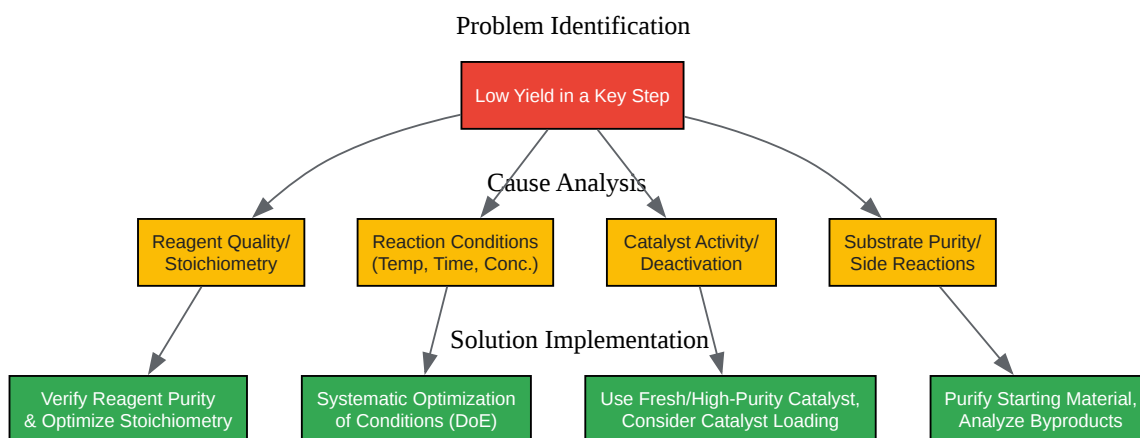 Problem Identification
Low Yield in a Key Step
Cause Analysis
Reagent Quality/
Stoichiometry
Reaction Conditions
(Temp, Time, Conc.)
Catalyst Activity/
Deactivation
Substrate Purity/
Side Reactions
Solution Implementation
Verify Reagent Purity
& Optimize Stoichiometry
Systematic Optimization
of Conditions (DoE)
Use Fresh/High-Purity Catalyst,
Consider Catalyst Loading
Purify Starting Material,
Analyze Byproducts